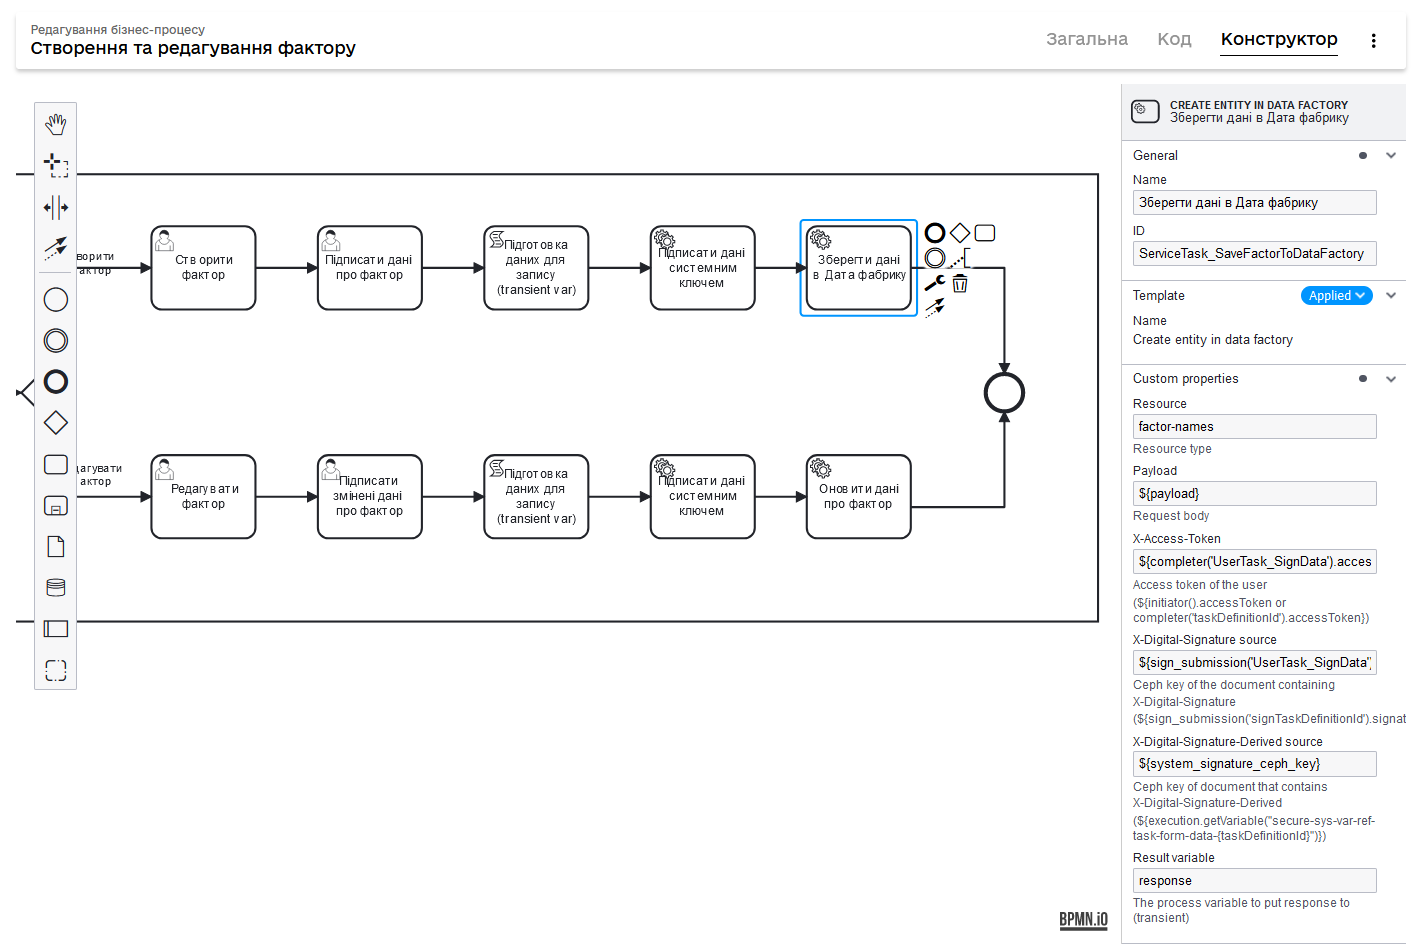 Редагування бізнес-процесу
Створення та редагування фактору
Загальна
Код
Конструктор
CREATE ENTITY IN DATA FACTORY
Зберегти дані в Дата фабрику
General
Name
Зберегти дані в Дата фабрику
ID
ServiceTask_SaveFactorToDataFactory
Template
Applied
Name
Create entity in data factory
Custom properties
Resource
factor-names
Resource type
Payload
${payload}
Request body
X-Access-Token
${completer('UserTask_SignData').acces
Access token of the user
(${initiator().accessToken or
completer('taskDefinitionId').accessToken})
X-Digital-Signature source
${sign_submission('UserTask_SignData')
Ceph key of the document containing
X-Digital-Signature
(${sign_submission('signTaskDefinitionId').signat
X-Digital-Signature-Derived source
${system_signature_ceph_key}
Ceph key of document that contains
X-Digital-Signature-Derived
(${execution.getVariable("secure-sys-var-ref-
task-form-data-{taskDefinitionId}")})
Result variable
response
The process variable to put response to
(transient)
ворити
актор
Створити
фактор
Підписати дані
про фактор
Підготовка
даних для
запису
(transient var)
Підписати дані
системним
ключем
Зберегти дані
в Дата фабрику
дагувати
актор
Редагувати
фактор
Підписати
змінені дані
про фактор
Підготовка
даних для
запису
(transient var)
Підписати дані
системним
ключем
Оновити дані
про фактор
BPMN.iO